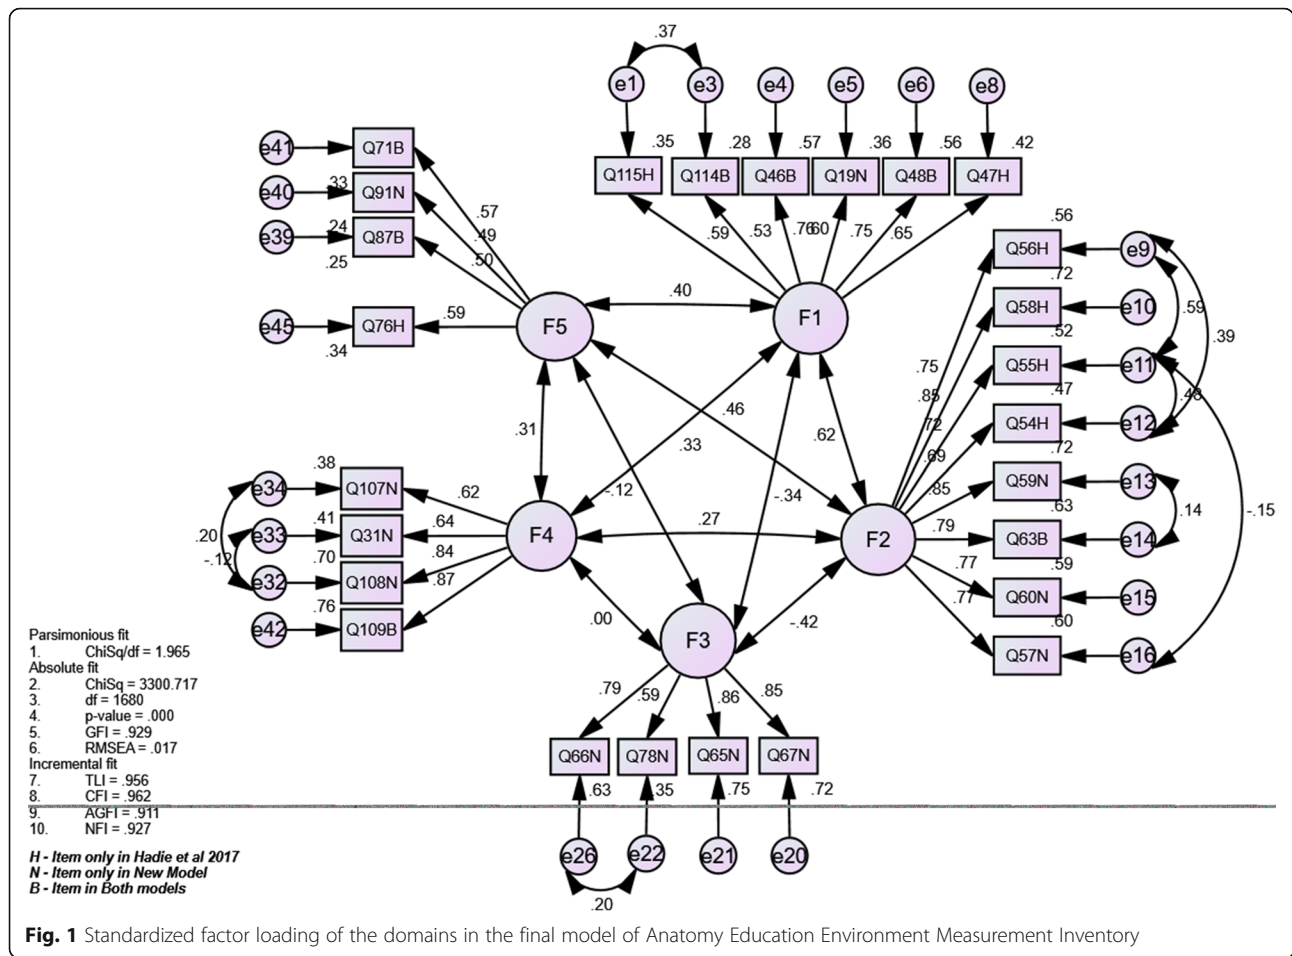 .37
e1 e3 e4 e5 e6 e8
.35 .28 .57 .36 .56 .42
Q115H Q114B Q46B Q19N Q48B Q47H
.59 .53 .76 .60 .75 .65
e41 Q71B
.33
e40 Q91N
.24
e39 Q87B
.25
.57
.49
.50
e45 Q76H .59
.34
F5 .40 F1
.56
Q56H e9
.72
Q58H e10
.52
Q55H e11
.47
Q54H e12
.72
Q59N e13
.63
Q63B e14
.59
Q60N e15
.60
Q57N e16
.59
.39
.48
.14
-.15
.75
.85
.72
.69
.85
.79
.77
.77
.31
.46
.33
.62
-.12
-.34
.27
.00
-.42
F4 F2
F3
.38
e34 Q107N .62
.41
e33 Q31N .64
.70
e32 Q108N .84
.76
e42 Q109B .87
.20
-.12
.79 .59 .86 .85
Q66N Q78N Q65N Q67N
.63 .35 .75 .72
e26 e22 e21 e20
.20
Parsimonious fit
1. ChiSq/df = 1.965
Absolute fit
2. ChiSq = 3300.717
3. df = 1680
4. p-value = .000
5. GFI = .929
6. RMSEA = .017
Incremental fit
7. TLI = .956
8. CFI = .962
9. AGFI = .911
10. NFI = .927
H - Item only in Hadie et al 2017
N - Item only in New Model
B - Item in Both models
Fig. 1 Standardized factor loading of the domains in the final model of Anatomy Education Environment Measurement Inventory